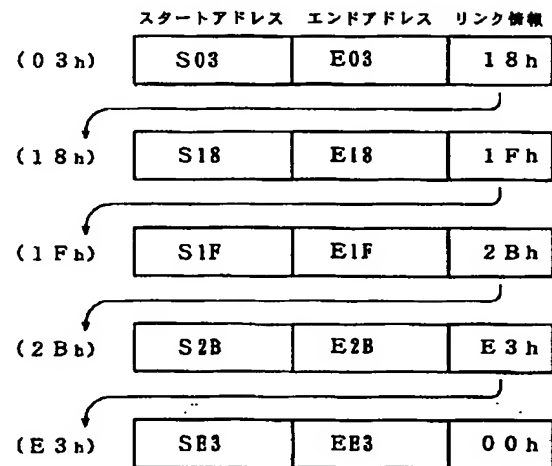 スタートアドレス エンドアドレス リンク情報
(03h) S03 E03 18h
(18h) S18 E18 1Fh
(1Fh) S1F E1F 2Bh
(2Bh) S2B E2B E3h
(E3h) SE3 EE3 00h